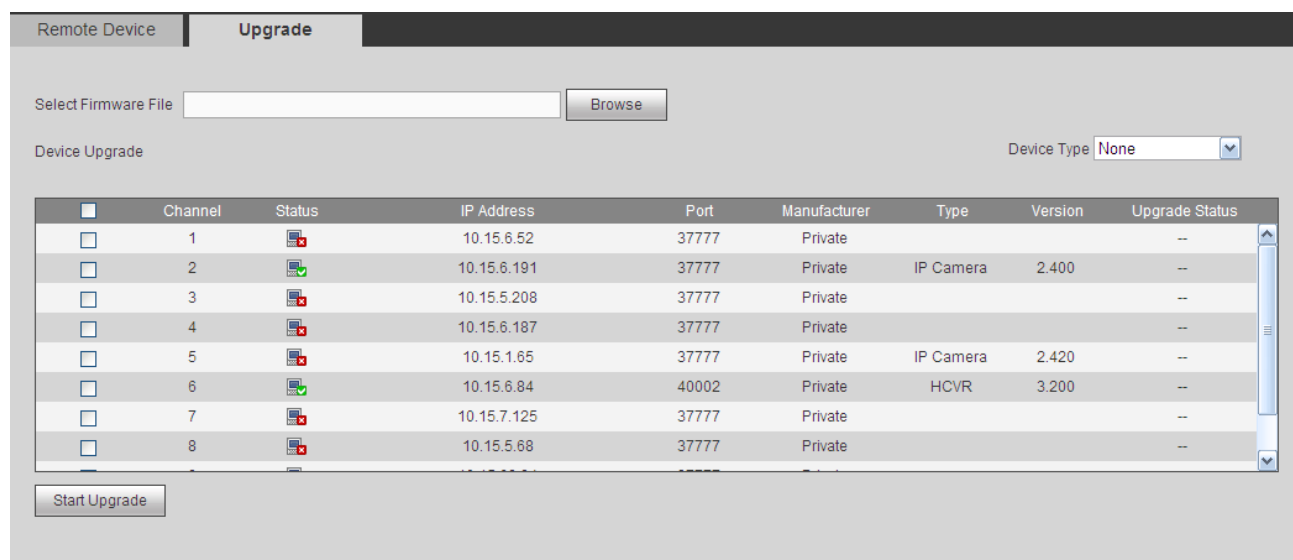 Remote Device Upgrade
Select Firmware File Browse
Device Upgrade Device Type None
Channel Status IP Address Port Manufacturer Type Version Upgrade Status
1 10.15.6.52 37777 Private --
2 10.15.6.191 37777 Private IP Camera 2.400 --
3 10.15.5.208 37777 Private --
4 10.15.6.187 37777 Private --
5 10.15.1.65 37777 Private IP Camera 2.420 --
6 10.15.6.84 40002 Private HCVR 3.200 --
7 10.15.7.125 37777 Private --
8 10.15.5.68 37777 Private --
Start Upgrade